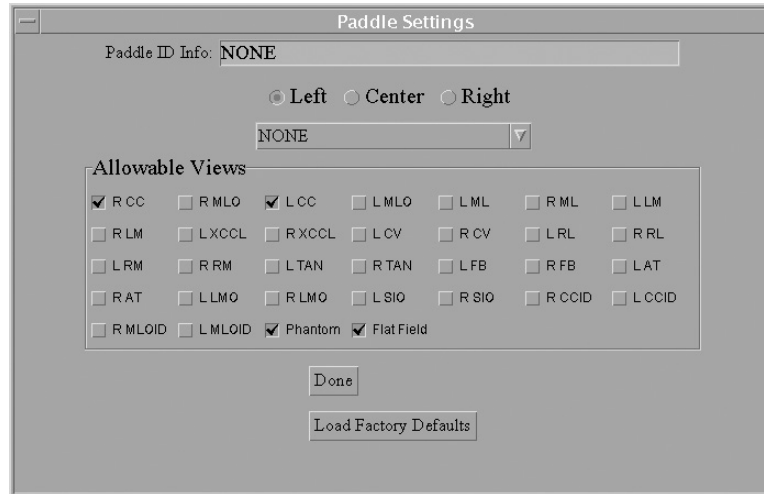 Paddle Settings
Paddle ID Info: NONE
Left Center Right
NONE
Allowable Views
R CC R MLO L CC L MLO L ML R ML L LM
R LM L XCCL R XCCL L CV R CV L RL R RL
L RM R RM L TAN R TAN L FB R FB L AT
R AT L LMO R LMO L SIO R SIO R CCID L CCID
R MLOID L MLOID Phantom Flat Field
Done
Load Factory Defaults